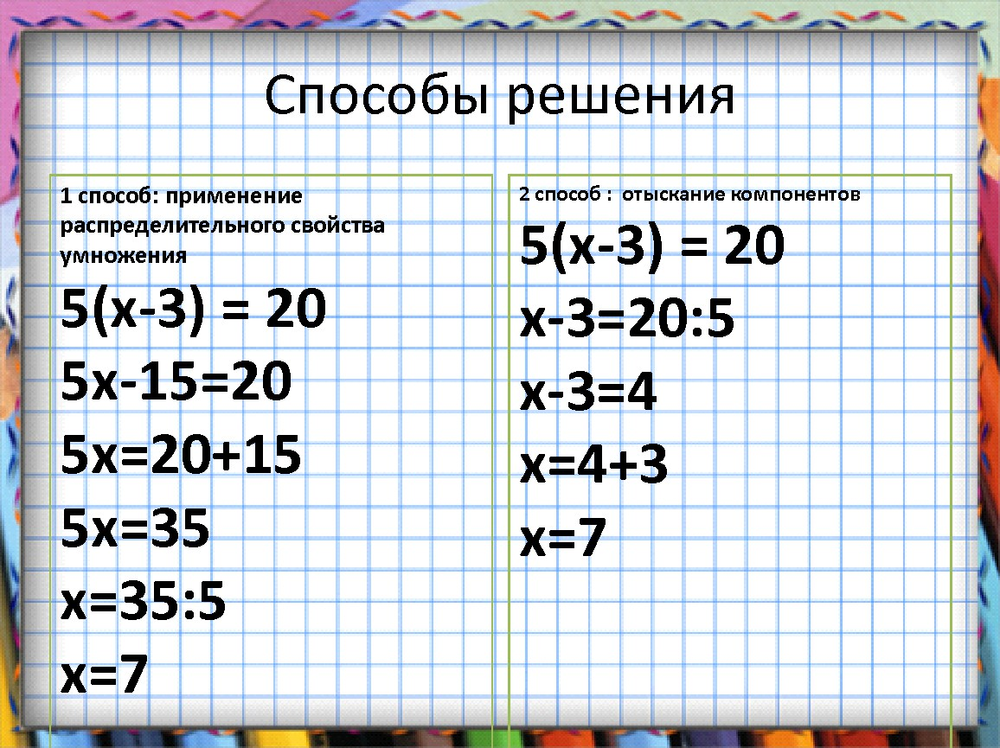 Способы решения
1 способ: применение
распределительного свойства
умножения
5(х-3) = 20
5х-15=20
5х=20+15
5х=35
х=35:5
х=7
2 способ : отыскание компонентов
5(х-3) = 20
х-3=20:5
х-3=4
х=4+3
х=7